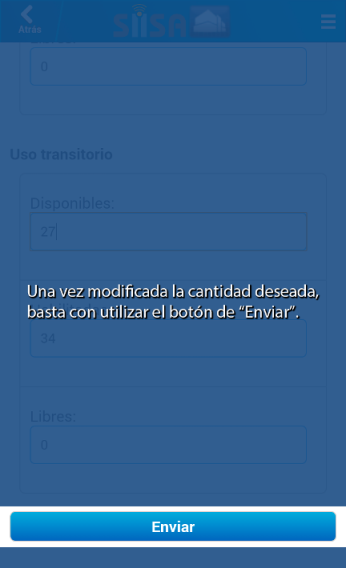 Atrás
SIISA
0
Uso transitorio
Disponibles:
27
Una vez modificada la cantidad deseada,
basta con utilizar el botón de “Enviar”.
34
Libres:
0
Enviar